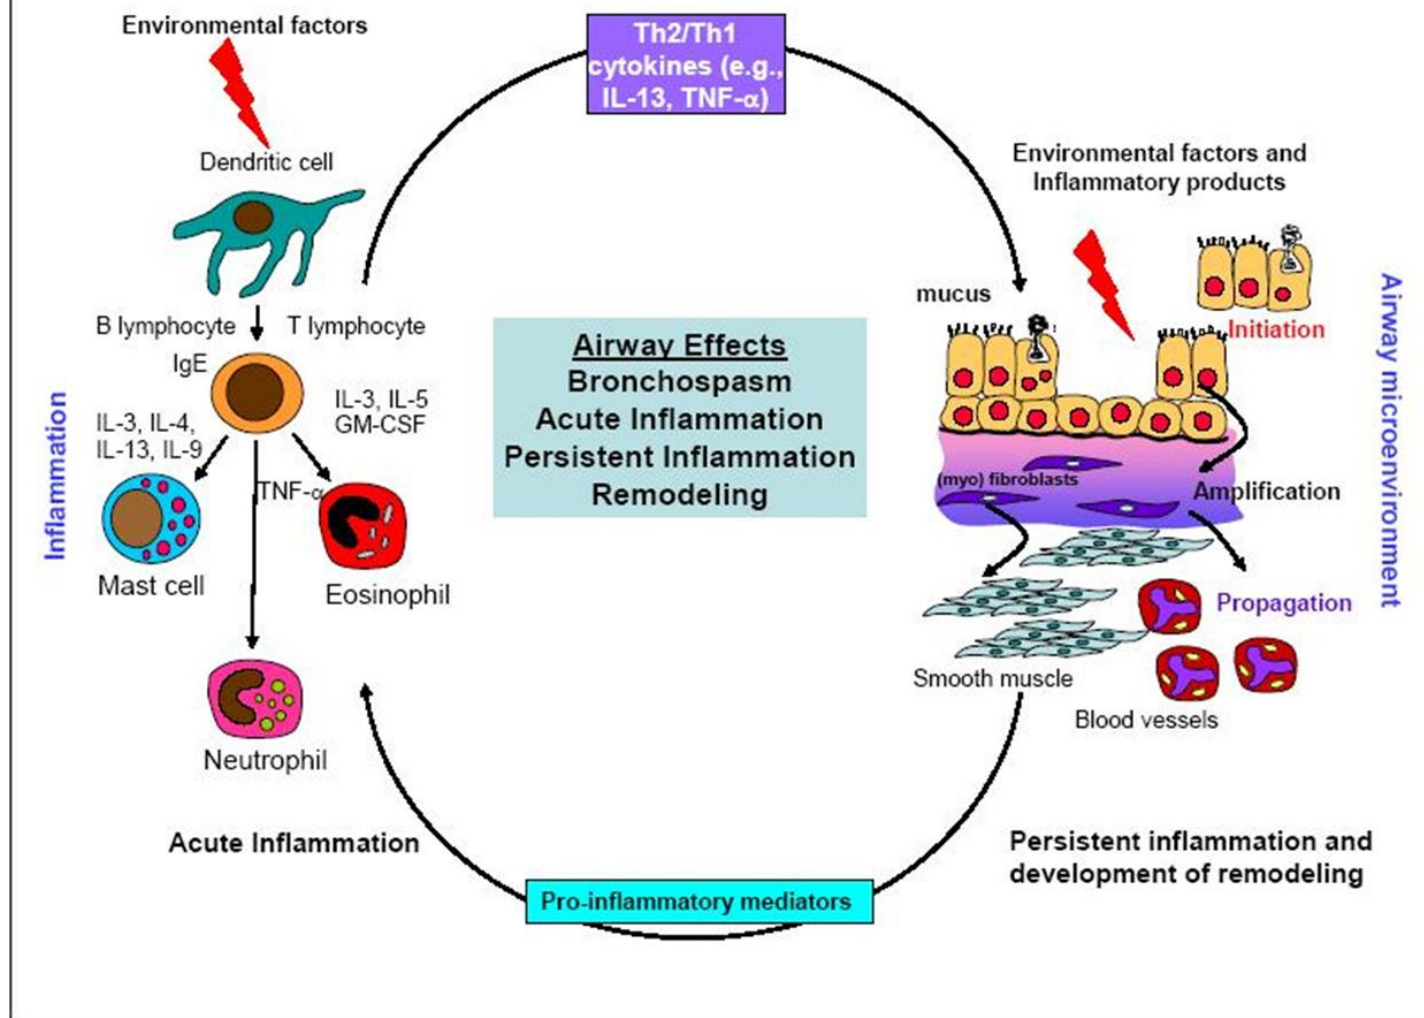 Environmental factors
Th2/Th1
cytokines (e.g.,
IL-13, TNF-α)
Dendritic cell
Environmental factors and
Inflammatory products
B lymphocyte
T lymphocyte
IgE
IL-3, IL-4,
IL-13, IL-9
IL-3, IL-5
GM-CSF
TNF-α
Inflammation
Mast cell
Eosinophil
Neutrophil
Acute Inflammation
Airway Effects
Bronchospasm
Acute Inflammation
Persistent Inflammation
Remodeling
mucus
Initiation
Airway microenvironment
(myo) fibroblasts
Amplification
Propagation
Smooth muscle
Blood vessels
Persistent inflammation and
development of remodeling
Pro-inflammatory mediators